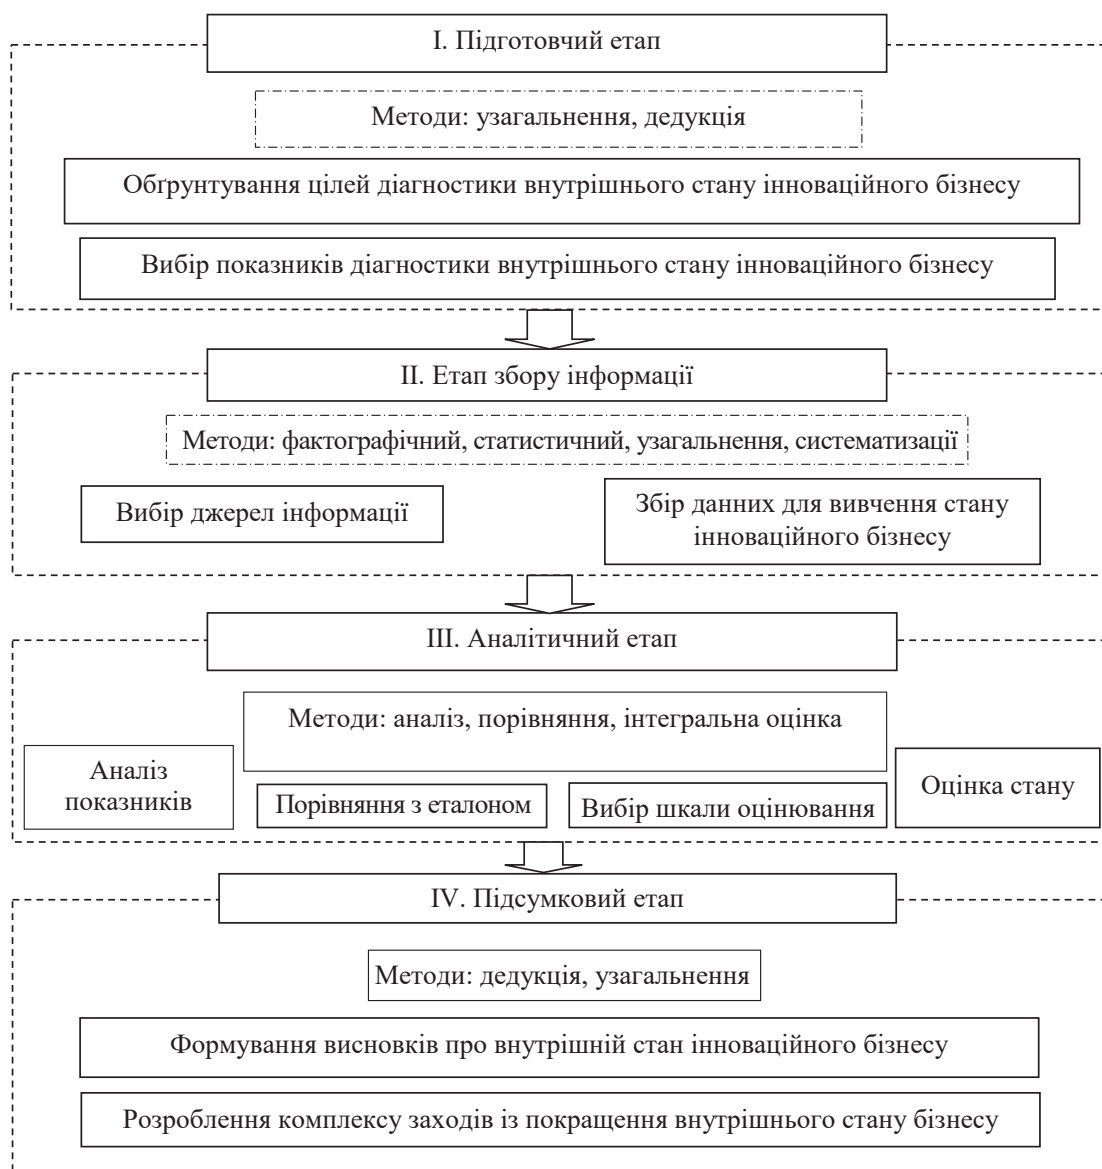 І. Підготовчий етап
Методи: узагальнення, дедукція
Обґрунтування цілей діагностики внутрішнього стану інноваційного бізнесу
Вибір показників діагностики внутрішнього стану інноваційного бізнесу
ІІ. Етап збору інформації
Методи: фактографічний, статистичний, узагальнення, систематизації
Вибір джерел інформації
Збір данних для вивчення стану
інноваційного бізнесу
ІІІ. Аналітичний етап
Методи: аналіз, порівняння, інтегральна оцінка
Аналіз
показників
Порівняння з еталоном
Вибір шкали оцінювання
Оцінка стану
IV. Підсумковий етап
Методи: дедукція, узагальнення
Формування висновків про внутрішній стан інноваційного бізнесу
Розроблення комплексу заходів із покращення внутрішнього стану бізнесу